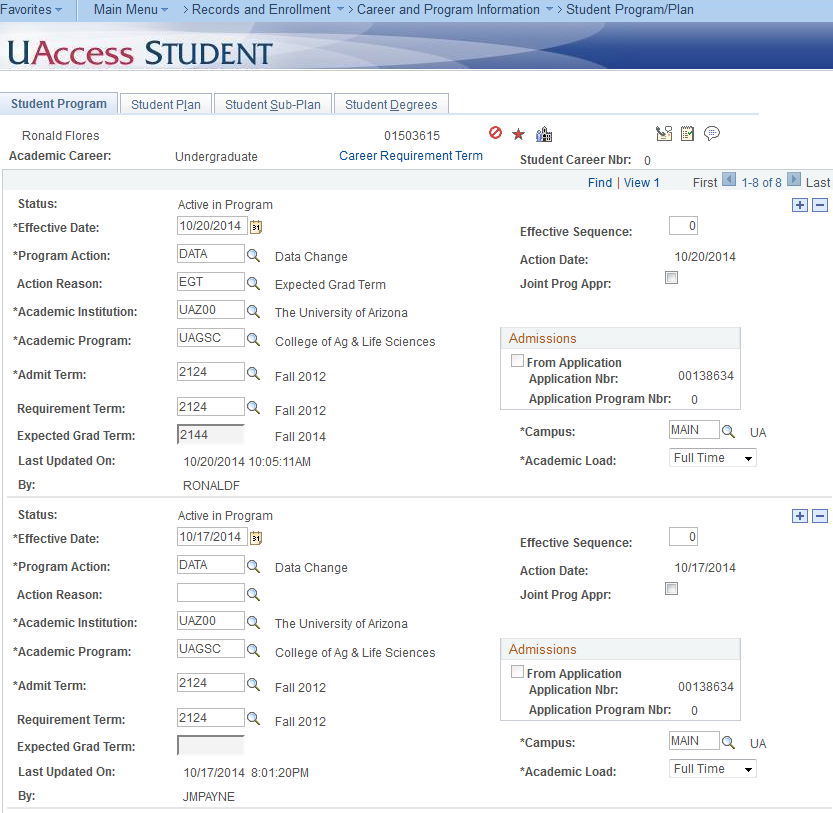 Favorites Main Menu > Records and Enrollment > Career and Program Information > Student Program/Plan
UAccess STUDENT
Student Program Student Plan Student Sub-Plan Student Degrees
Ronald Flores 01503615
Academic Career: Undergraduate Career Requirement Term Student Career Nbr: 0
Find | View 1 First 1-8 of 8 Last
Status: Active in Program
*Effective Date: 10/20/2014 31 Effective Sequence: 0
*Program Action: DATA Data Change Action Date: 10/20/2014
Action Reason: EGT Expected Grad Term Joint Prog Appr:
*Academic Institution: UAZ00 The University of Arizona
*Academic Program: UAGSC College of Ag & Life Sciences
Admissions
From Application
*Admit Term: 2124 Fall 2012 Application Nbr: 00138634
Application Program Nbr: 0
Requirement Term: 2124 Fall 2012
Expected Grad Term: 2144 Fall 2014 *Campus: MAIN UA
Last Updated On: 10/20/2014 10:05:11AM *Academic Load: Full Time
By: RONALDF
Status: Active in Program
*Effective Date: 10/17/2014 31 Effective Sequence: 0
*Program Action: DATA Data Change Action Date: 10/17/2014
Action Reason: Joint Prog Appr:
*Academic Institution: UAZ00 The University of Arizona
*Academic Program: UAGSC College of Ag & Life Sciences
Admissions
From Application
*Admit Term: 2124 Fall 2012 Application Nbr: 00138634
Application Program Nbr: 0
Requirement Term: 2124 Fall 2012
Expected Grad Term: *Campus: MAIN UA
Last Updated On: 10/17/2014 8:01:20PM *Academic Load: Full Time
By: JMPAYNE